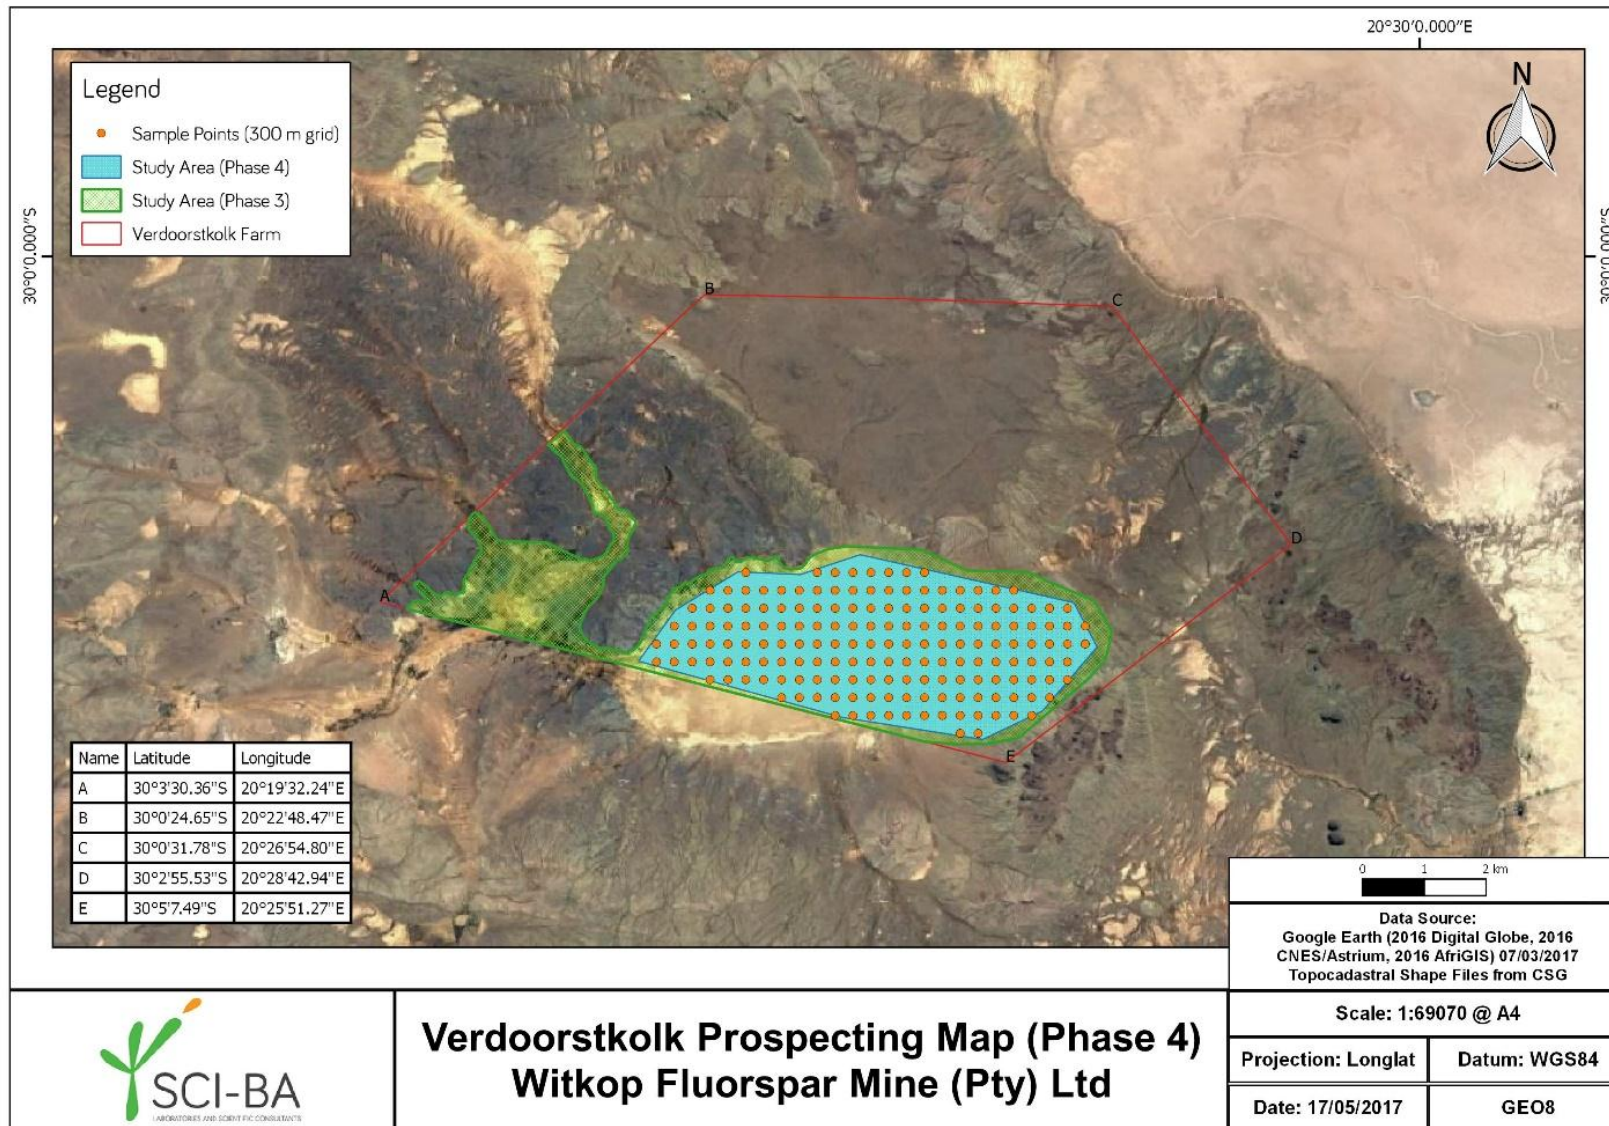 20°30'0.000"E
Legend
Sample Points (300 m grid)
Study Area (Phase 4)
Study Area (Phase 3)
Verdoorstkolk Farm
N
30°0'0.000"S
30°0'0.000"S
B
C
D
A
E
Name Latitude Longitude
A 30°3'30.36"S 20°19'32.24"E
B 30°0'24.65"S 20°22'48.47"E
C 30°0'31.78"S 20°26'54.80"E
D 30°2'55.53"S 20°28'42.94"E
E 30°5'7.49"S 20°25'51.27"E
0 1 2 km
Data Source:
Google Earth (2016 Digital Globe, 2016
CNES/Astrium, 2016 AfriGIS) 07/03/2017
Topocadastral Shape Files from CSG
Scale: 1:69070 @ A4
Projection: Longlat
Datum: WGS84
Date: 17/05/2017
GEO8
Verdoorstkolk Prospecting Map (Phase 4)
Witkop Fluorspar Mine (Pty) Ltd
SCI-BA
LABORATORIES AND SCIENTIFIC CONSULTANTS